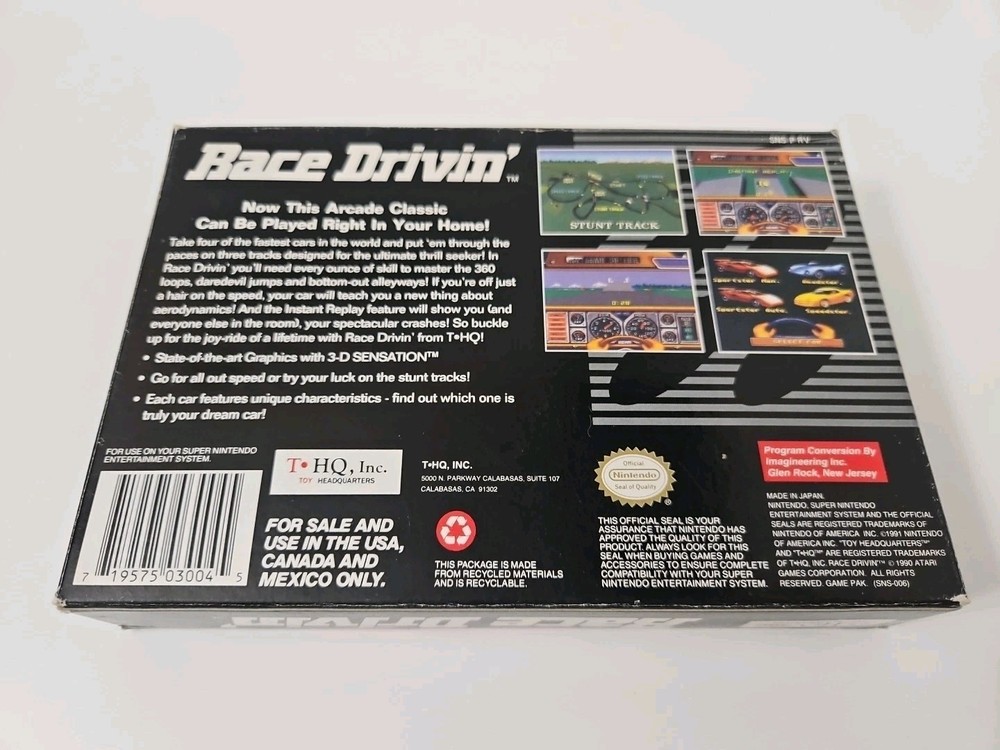 SNS P RV
Race Drivin'™
Now This Arcade Classic
Can Be Played Right In Your Home!
Take four of the fastest cars in the world and put 'em through the
paces on three tracks designed for the ultimate thrill seeker! In
Race Drivin' you'll need every ounce of skill to master the 360
loops, daredevil jumps and bottom-out alleyways! If you're off just
a hair on the speed, your car will teach you a new thing about
aerodynamics! And the Instant Replay feature will show you (and
everyone else in the room), your spectacular crashes! So buckle
up for the joy-ride of a lifetime with Race Drivin' from T•HQ!
• State-of-the-art Graphics with 3-D SENSATION™
• Go for all out speed or try your luck on the stunt tracks!
• Each car features unique characteristics - find out which one is
truly your dream car!
STUNT TRACK
INSTANT REPLAY
Sportster Man.
Roadster
Sportster Auto.
Speedster
Select Car
FOR USE ON YOUR SUPER NINTENDO
ENTERTAINMENT SYSTEM.
7 19575 03004 5
T•HQ, Inc.
TOY HEADQUARTERS
FOR SALE AND
USE IN THE USA,
CANADA AND
MEXICO ONLY.
T•HQ, INC.
5000 N. PARKWAY CALABASAS, SUITE 107
CALABASAS, CA 91302
THIS PACKAGE IS MADE
FROM RECYCLED MATERIALS
AND IS RECYCLABLE.
Official
Nintendo
Seal of Quality
®
THIS OFFICIAL SEAL IS YOUR
ASSURANCE THAT NINTENDO HAS
APPROVED THE QUALITY OF THIS
PRODUCT. ALWAYS LOOK FOR THIS
SEAL WHEN BUYING GAMES AND
ACCESSORIES TO ENSURE COMPLETE
COMPATIBILITY WITH YOUR SUPER
NINTENDO ENTERTAINMENT SYSTEM.
Program Conversion By
Imagineering Inc.
Glen Rock, New Jersey
MADE IN JAPAN.
NINTENDO, SUPER NINTENDO
ENTERTAINMENT SYSTEM AND THE OFFICIAL
SEALS ARE REGISTERED TRADEMARKS OF
NINTENDO OF AMERICA INC. ©1991 NINTENDO
OF AMERICA INC. "TOY HEADQUARTERS™"
AND "T•HQ™" ARE REGISTERED TRADEMARKS
OF T•HQ, INC. RACE DRIVIN'™ © 1990 ATARI
GAMES CORPORATION. ALL RIGHTS
RESERVED. GAME PAK (SNS-006)
Race Drivin'